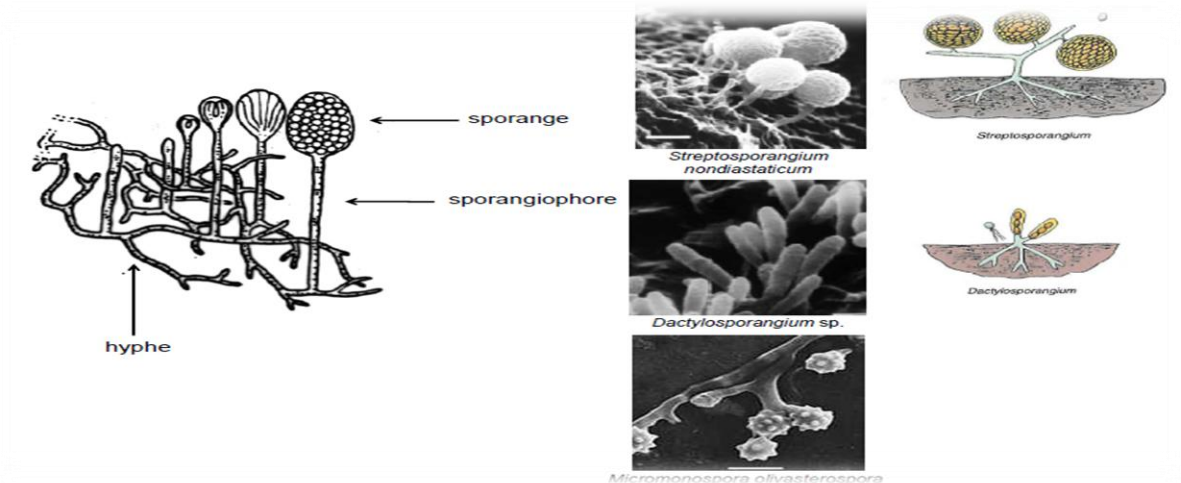 sporange
sporangiophore
hyphe
Streptosporangium
nondiastaticum
Streptosporangium
Dactylosporangium sp.
Dactylosporangium
Micromonospora olivasterospora